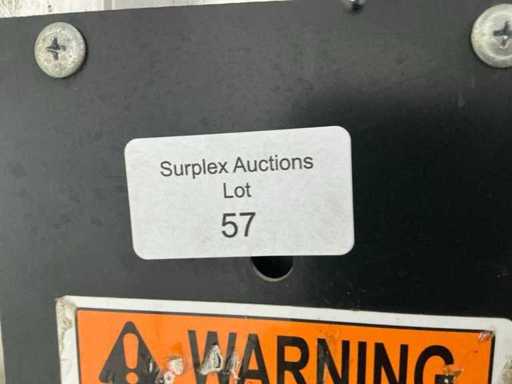 Surplex Auctions
Lot
57
WARNING